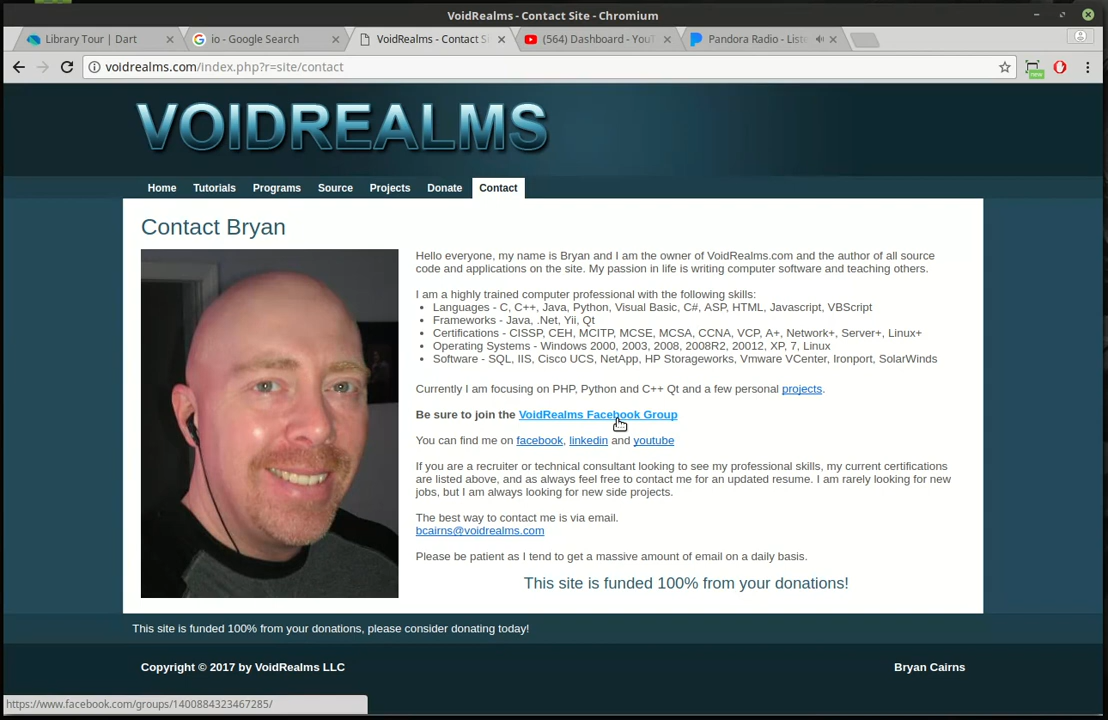 VoidRealms - Contact Site - Chromium
Library Tour | Dart
io - Google Search
VoidRealms - Contact S
(564) Dashboard - You
Pandora Radio - List
voidrealms.com/index.php?r=site/contact
new
VOIDREALMS
Home Tutorials Programs Source Projects Donate Contact
Contact Bryan
Hello everyone, my name is Bryan and I am the owner of VoidRealms.com and the author of all source
code and applications on the site. My passion in life is writing computer software and teaching others.
I am a highly trained computer professional with the following skills:
• Languages - C, C++, Java, Python, Visual Basic, C#, ASP, HTML, Javascript, VBScript
• Frameworks - Java, .Net, Yii, Qt
• Certifications - CISSP, CEH, MCITP, MCSE, MCSA, CCNA, VCP, A+, Network+, Server+, Linux+
• Operating Systems - Windows 2000, 2003, 2008, 2008R2, 20012, XP, 7, Linux
• Software - SQL, IIS, Cisco UCS, NetApp, HP Storageworks, Vmware VCenter, Ironport, SolarWinds
Currently I am focusing on PHP, Python and C++ Qt and a few personal projects.
Be sure to join the VoidRealms Facebook Group
You can find me on facebook, linkedin and youtube
If you are a recruiter or technical consultant looking to see my professional skills, my current certifications
are listed above, and as always feel free to contact me for an updated resume. I am rarely looking for new
jobs, but I am always looking for new side projects.
The best way to contact me is via email.
bcairns@voidrealms.com
Please be patient as I tend to get a massive amount of email on a daily basis.
This site is funded 100% from your donations!
This site is funded 100% from your donations, please consider donating today!
Copyright © 2017 by VoidRealms LLC
Bryan Cairns
https://www.facebook.com/groups/1400884323467285/